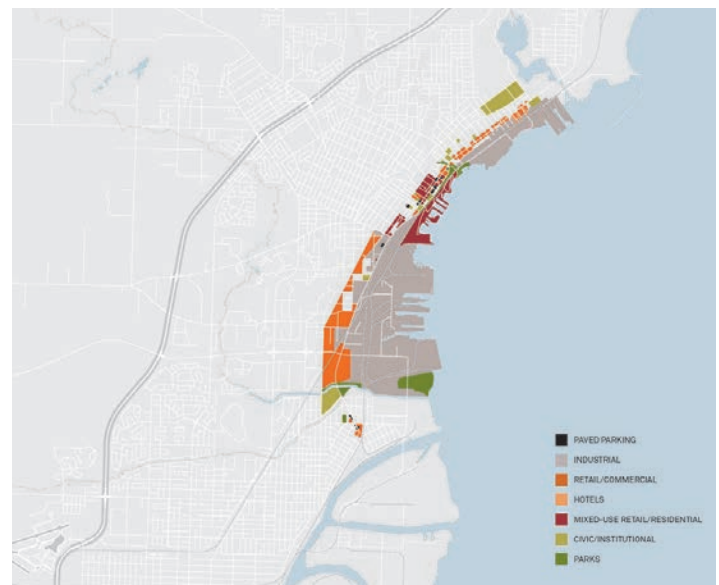 PAVED PARKING
INDUSTRIAL
RETAIL/COMMERCIAL
HOTELS
MIXED-USE RETAIL/RESIDENTIAL
CIVIC/INSTITUTIONAL
PARKS